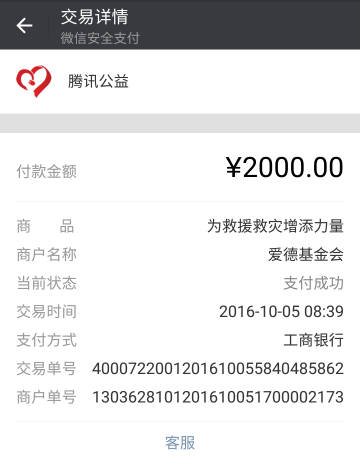 交易详情
微信安全支付
腾讯公益
付款金额 ¥2000.00
商 品 为救援救灾增添力量
商户名称 爱德基金会
当前状态 支付成功
交易时间 2016-10-05 08:39
支付方式 工商银行
交易单号 4000722001201610055840485862
商户单号 1303628101201610051700002173
客服